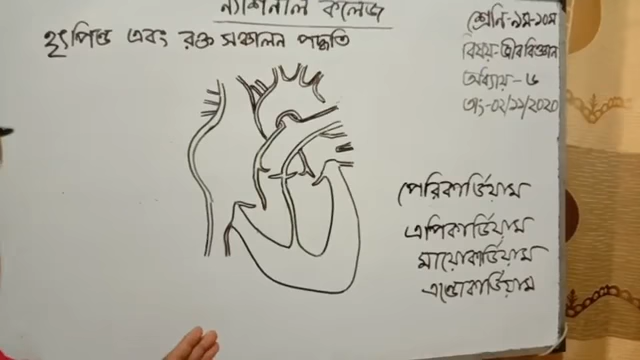 ন্যাশনাল কলেজ
হৃৎপিন্ড এবং রক্ত সঞ্চালন পদ্ধতি
শ্রেনি-৯ম-১০ম
বিষয়-জীববিজ্ঞান
অধ্যায়-৬
তাং-০২/১১/২০২০
পেরিকার্ডিয়াম
এপিকার্ডিয়াম
মায়োকার্ডিয়াম
এন্ডোকার্ডিয়াম